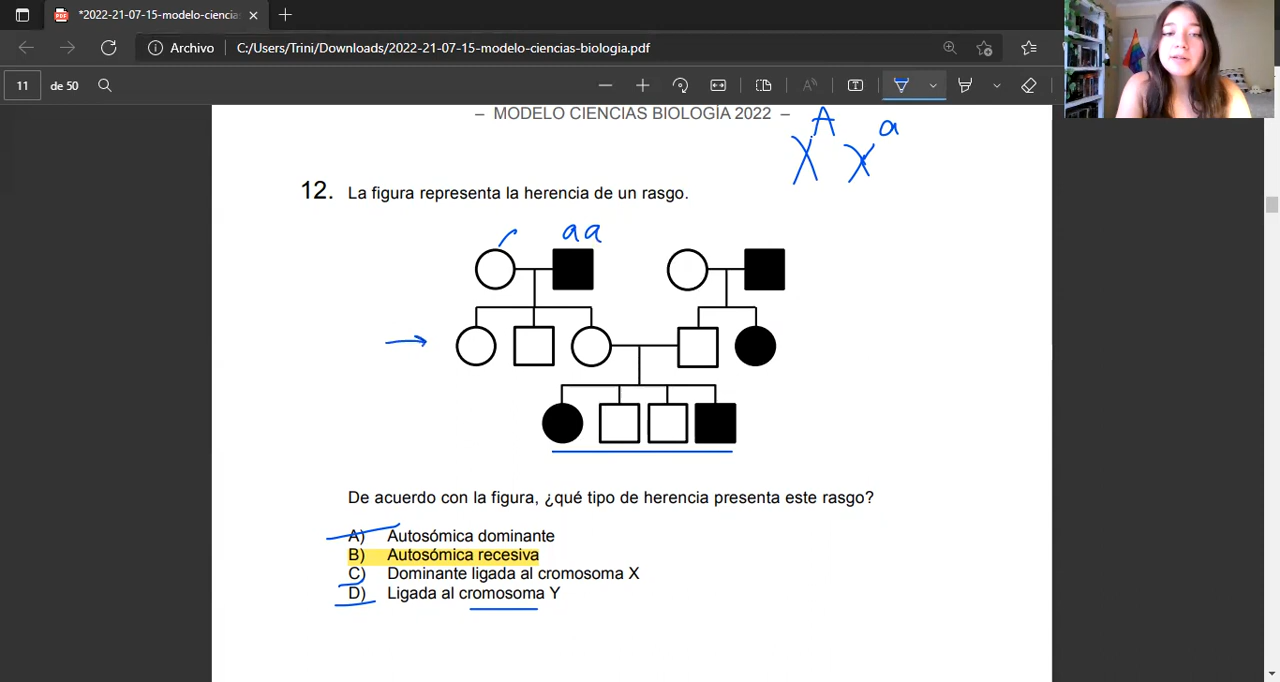 *2022-21-07-15-modelo-ciencias
Archivo
C:/Users/Trini/Downloads/2022-21-07-15-modelo-ciencias-biologia.pdf
11
de 50
– MODELO CIENCIAS BIOLOGÍA 2022 –
X^A X^a
12. La figura representa la herencia de un rasgo.
aa
De acuerdo con la figura, ¿qué tipo de herencia presenta este rasgo?
A) Autosómica dominante
B) Autosómica recesiva
C) Dominante ligada al cromosoma X
D) Ligada al cromosoma Y